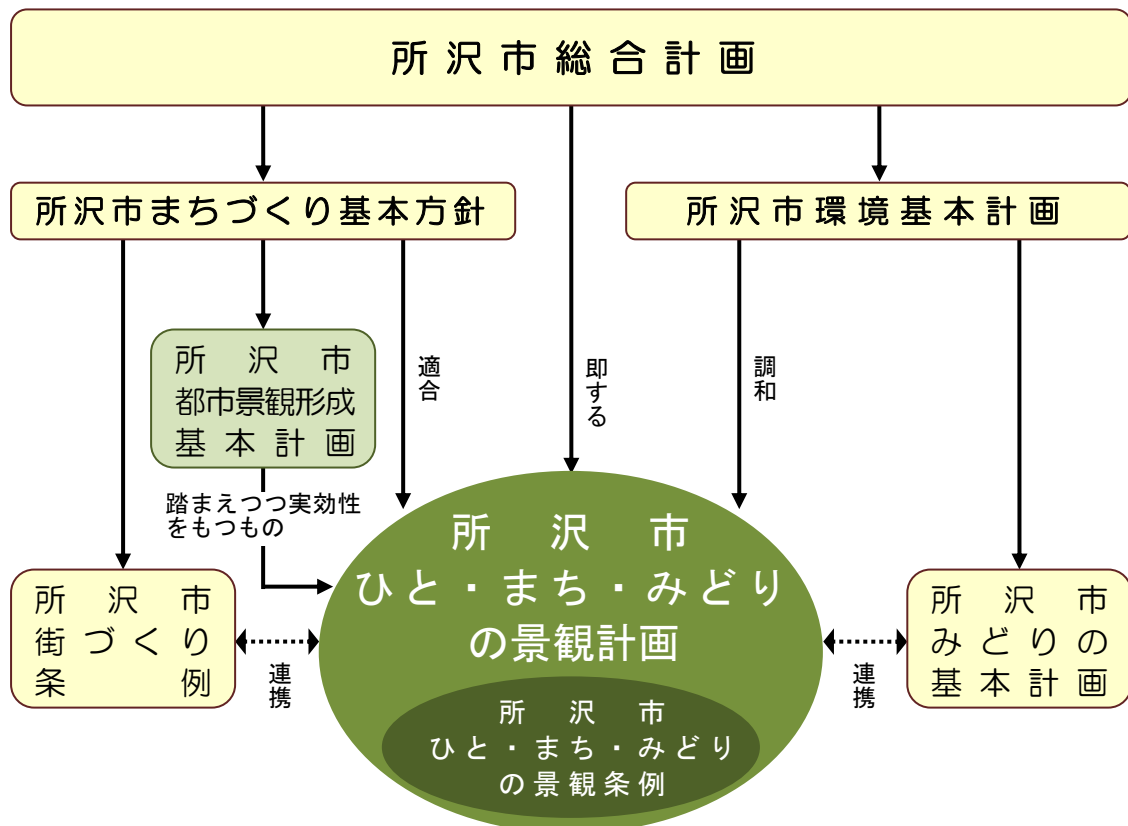 所沢市総合計画
所沢市まちづくり基本方針
所沢市環境基本計画
所沢市
都市景観形成
基本計画
適合
即する
調和
踏まえつつ実効性
をもつもの
所沢市
ひと・まち・みどり
の景観計画
所沢市
街づくり
条例
連携
連携
所沢市
みどりの
基本計画
所沢市
ひと・まち・みどり
の景観条例